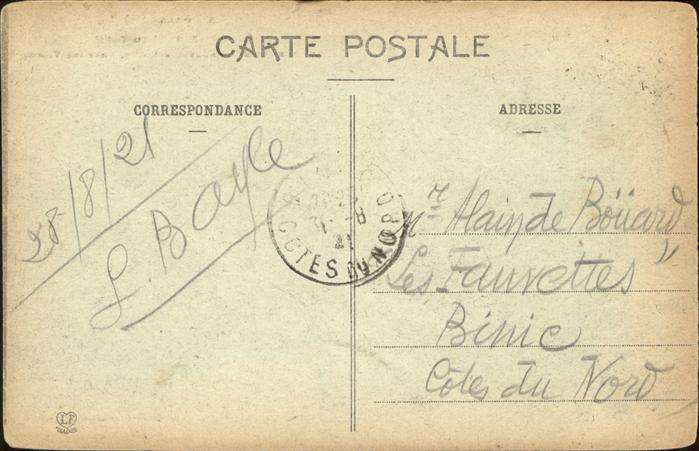 CARTE POSTALE
CORRESPONDANCE
ADRESSE
28/8/21
L Bayle
COTES DU NORD
Mr Alain de Boüard
Les Fauvettes
Binic
Côtes du Nord